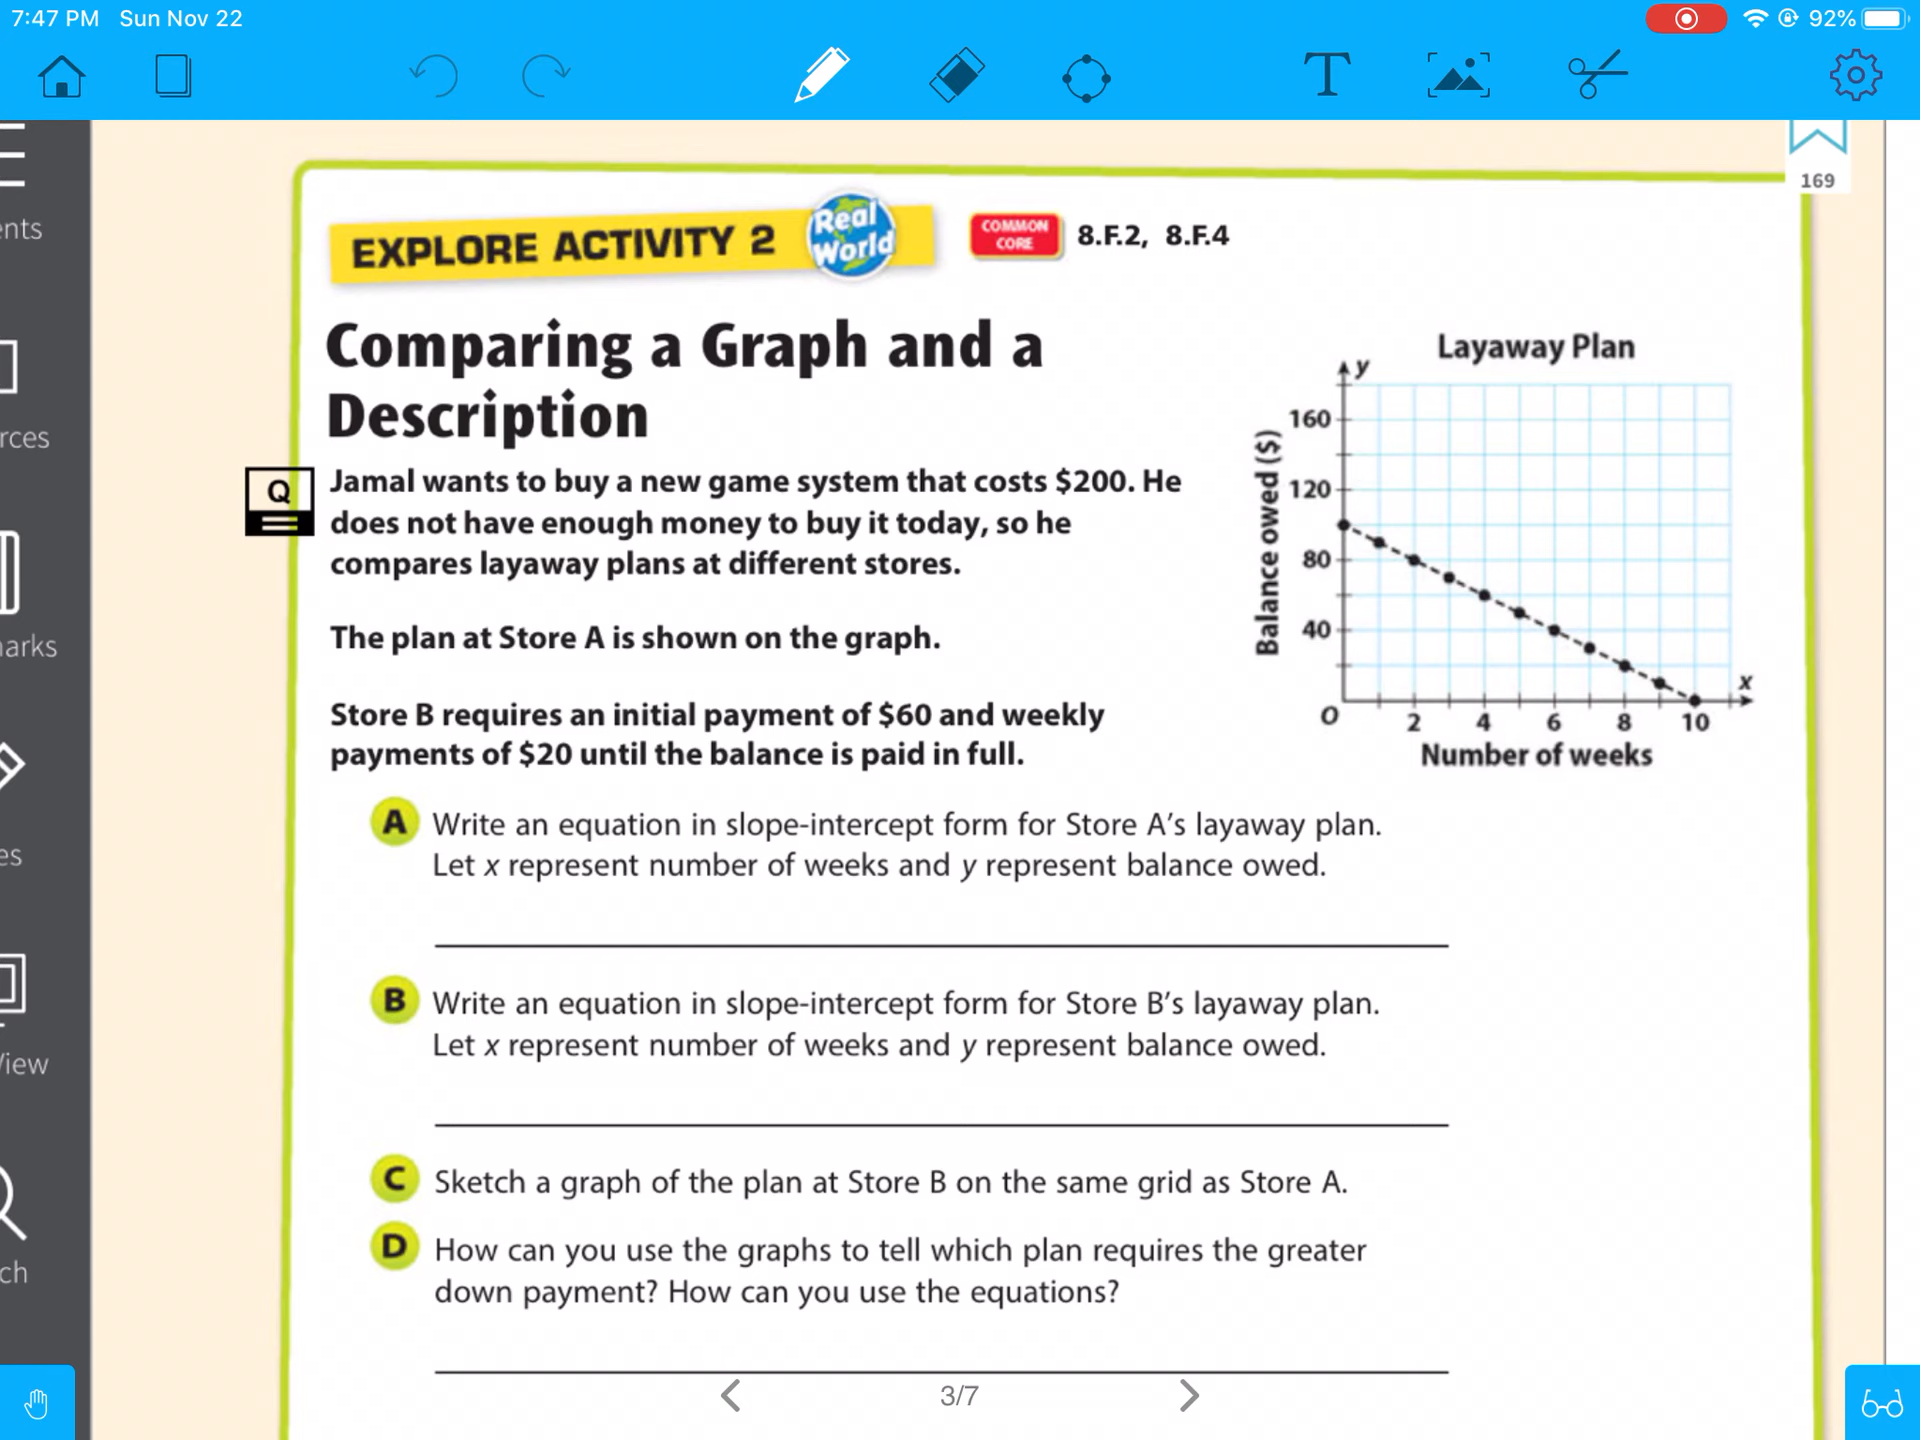 7:47 PM Sun Nov 22
92%
T
169
ents
rces
arks
es
View
ch
EXPLORE ACTIVITY 2
Real
World
COMMON
CORE
8.F.2, 8.F.4
Comparing a Graph and a
Description
Q
Jamal wants to buy a new game system that costs $200. He
does not have enough money to buy it today, so he
compares layaway plans at different stores.
The plan at Store A is shown on the graph.
Store B requires an initial payment of $60 and weekly
payments of $20 until the balance is paid in full.
Layaway Plan
y
Balance owed ($)
160
120
80
40
O
2 4 6 8 10
x
Number of weeks
A Write an equation in slope-intercept form for Store A's layaway plan.
Let x represent number of weeks and y represent balance owed.
B Write an equation in slope-intercept form for Store B's layaway plan.
Let x represent number of weeks and y represent balance owed.
C Sketch a graph of the plan at Store B on the same grid as Store A.
D How can you use the graphs to tell which plan requires the greater
down payment? How can you use the equations?
3/7